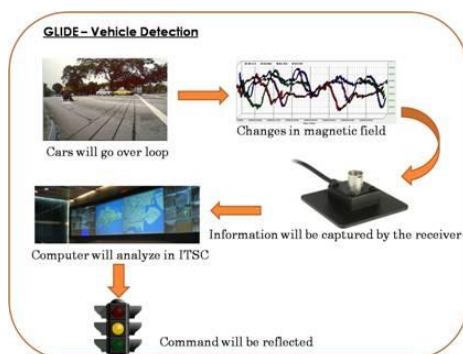 GLIDE – Vehicle Detection
Cars will go over loop
Changes in magnetic field
Information will be captured by the receiver
Computer will analyze in ITSC
Command will be reflected